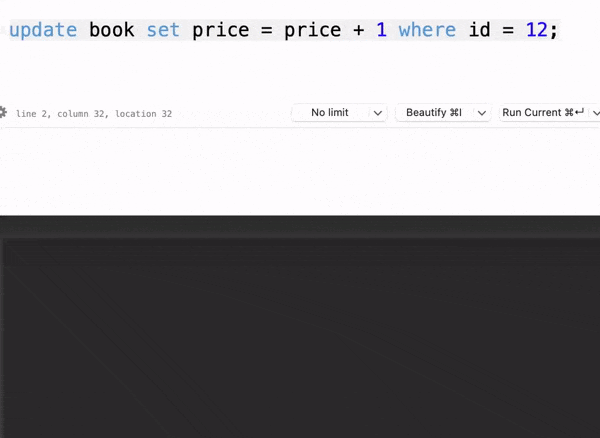 update book set price = price + 1 where id = 12;
line 2, column 32, location 32
No limit
Beautify ⌘I
Run Current ⌘↵